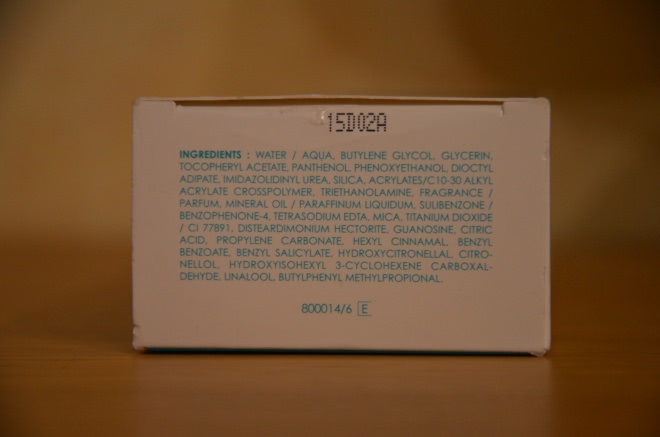 15D02A
INGREDIENTS : WATER / AQUA, BUTYLENE GLYCOL, GLYCERIN,
TOCOPHERYL ACETATE, PANTHENOL, PHENOXYETHANOL, DIOCTYL
ADIPATE, IMIDAZOLIDINYL UREA, SILICA, ACRYLATES/C10-30 ALKYL
ACRYLATE CROSSPOLYMER, TRIETHANOLAMINE, FRAGRANCE /
PARFUM, MINERAL OIL / PARAFFINUM LIQUIDUM, SULIBENZONE /
BENZOPHENONE-4, TETRASODIUM EDTA, MICA, TITANIUM DIOXIDE
/ CI 77891, DISTEARDIMONIUM HECTORITE, GUANOSINE, CITRIC
ACID, PROPYLENE CARBONATE, HEXYL CINNAMAL, BENZYL
BENZOATE, BENZYL SALICYLATE, HYDROXYCITRONELLAL, CITRO-
NELLOL, HYDROXYISOHEXYL 3-CYCLOHEXENE CARBOXAL-
DEHYDE, LINALOOL, BUTYLPHENYL METHYLPROPIONAL.
800014/6 E